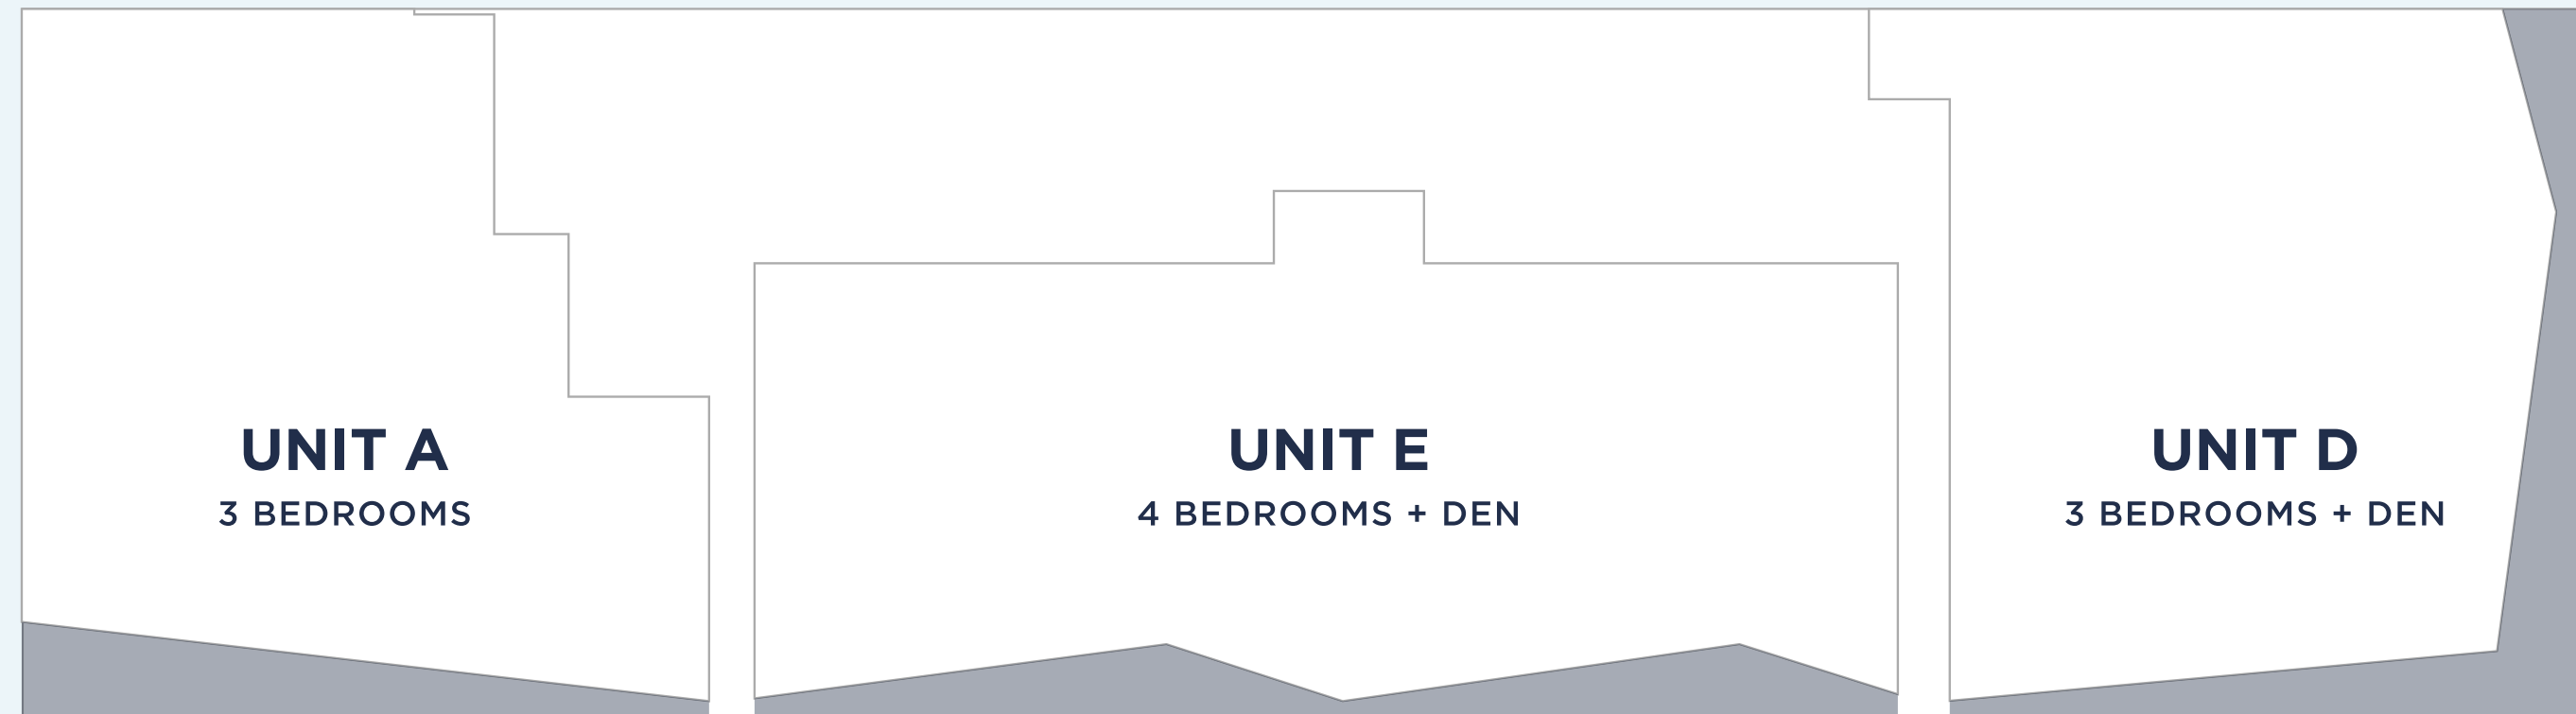 UNIT A
3 BEDROOMS
UNIT E
4 BEDROOMS + DEN
UNIT D
3 BEDROOMS + DEN